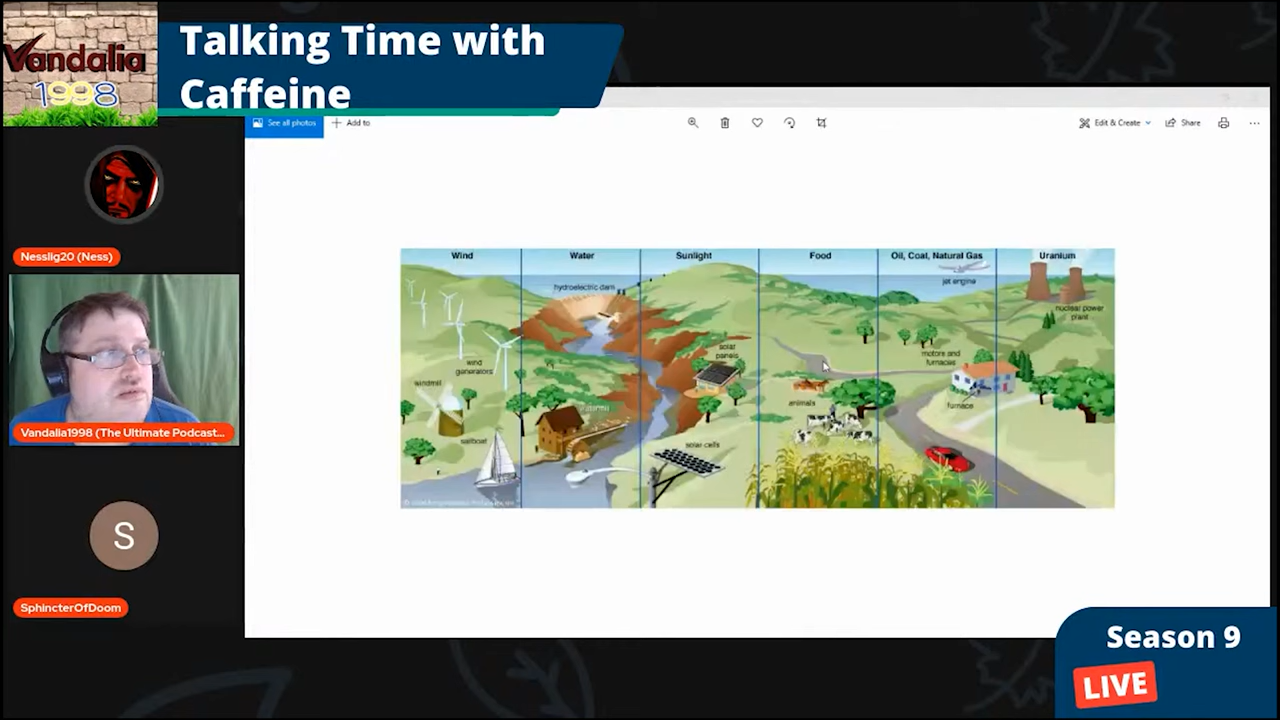 Vandalia
1998
Talking Time with
Caffeine
See all photos
Add to
Edit & Create
Share
Nesslig20 (Ness)
Vandalia1998 (The Ultimate Podcast...
S
SphincterOfDoom
Wind
Water
Sunlight
Food
Oil, Coal, Natural Gas
Uranium
hydroelectric dam
jet engine
nuclear power
plant
wind
generators
windmill
sailboat
watermill
solar
panels
solar cells
animals
motors and
furnaces
furnace
Season 9
LIVE